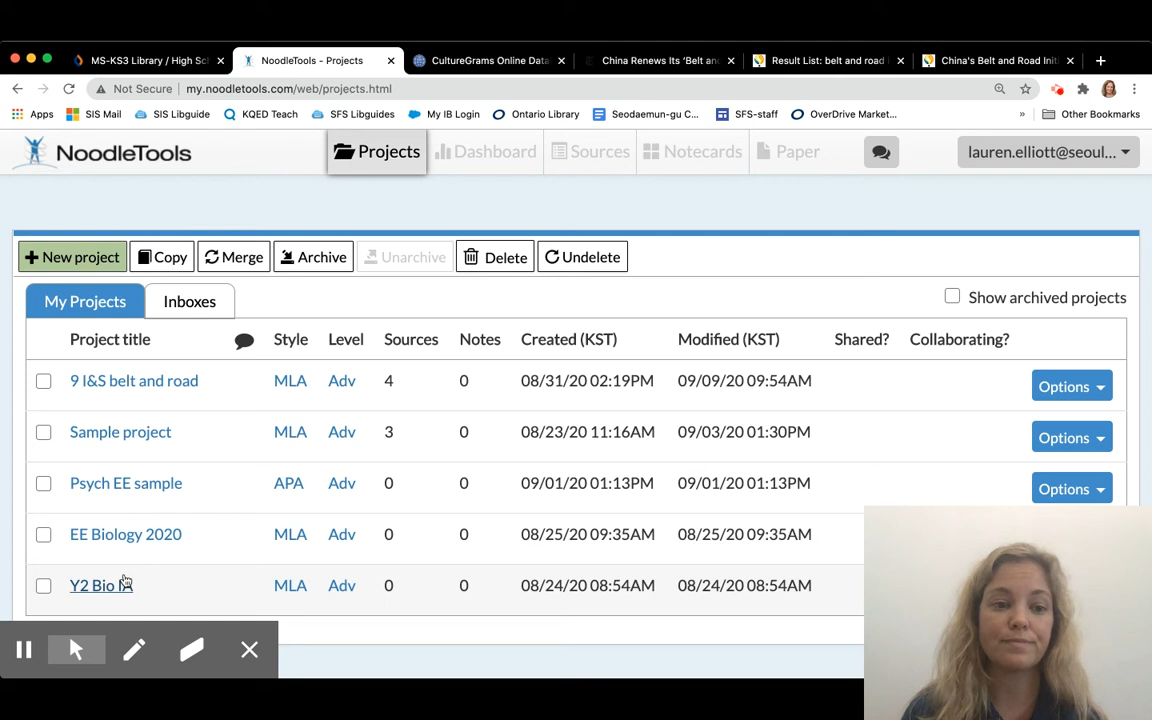 MS-KS3 Library / High Sch
NoodleTools - Projects
CultureGrams Online Data
China Renews Its 'Belt and
Result List: belt and road i
China's Belt and Road Initi
Not Secure my.noodletools.com/web/projects.html
Apps SIS Mail SIS Libguide KQED Teach SFS Libguides My IB Login Ontario Library Seodaemun-gu C... SFS-staff OverDrive Market... » Other Bookmarks
NoodleTools Projects Dashboard Sources Notecards Paper lauren.elliott@seoul...
New project Copy Merge Archive Unarchive Delete Undelete
My Projects Inboxes Show archived projects
Project title Style Level Sources Notes Created (KST) Modified (KST) Shared? Collaborating?
9 I&S belt and road MLA Adv 4 0 08/31/20 02:19PM 09/09/20 09:54AM Options
Sample project MLA Adv 3 0 08/23/20 11:16AM 09/03/20 01:30PM Options
Psych EE sample APA Adv 0 0 09/01/20 01:13PM 09/01/20 01:13PM Options
EE Biology 2020 MLA Adv 0 0 08/25/20 09:35AM 08/25/20 09:35AM
Y2 Bio IA MLA Adv 0 0 08/24/20 08:54AM 08/24/20 08:54AM